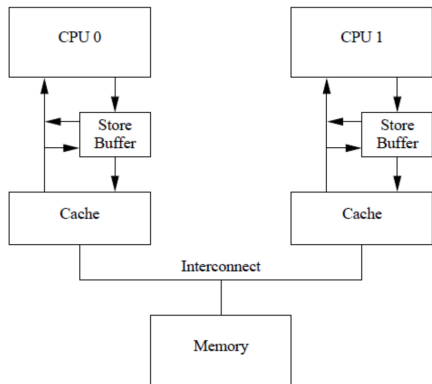 CPU 0
CPU 1
Store
Buffer
Store
Buffer
Cache
Cache
Interconnect
Memory